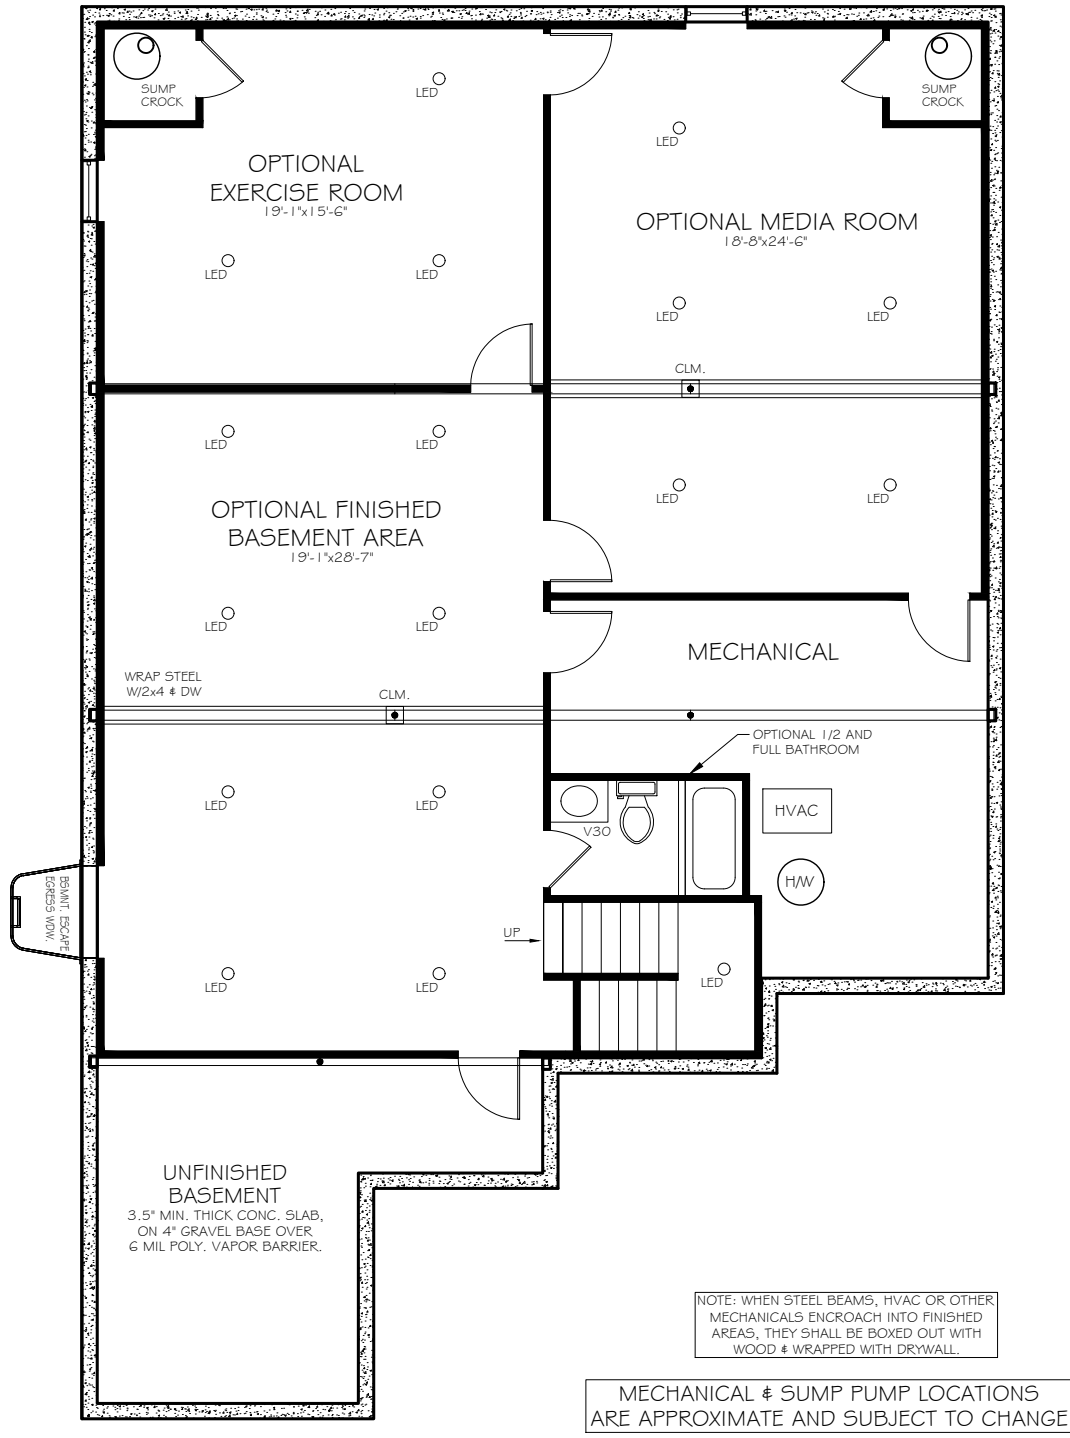 SUMP
CROCK
SUMP
CROCK
LED
LED
OPTIONAL
EXERCISE ROOM
19'-1"x15'-6"
OPTIONAL MEDIA ROOM
18'-8"x24'-6"
LED
LED
LED
LED
CLM.
LED
LED
LED
LED
OPTIONAL FINISHED
BASEMENT AREA
19'-1"x28'-7"
LED
LED
MECHANICAL
WRAP STEEL
W/2x4 & DW
CLM.
OPTIONAL 1/2 AND
FULL BATHROOM
LED
LED
V30
HVAC
H/W
BSMNT. ESCAPE
EGRESS WDW.
UP
LED
LED
LED
UNFINISHED
BASEMENT
3.5" MIN. THICK CONC. SLAB,
ON 4" GRAVEL BASE OVER
6 MIL POLY. VAPOR BARRIER.
NOTE: WHEN STEEL BEAMS, HVAC OR OTHER
MECHANICALS ENCROACH INTO FINISHED
AREAS, THEY SHALL BE BOXED OUT WITH
WOOD & WRAPPED WITH DRYWALL.
MECHANICAL & SUMP PUMP LOCATIONS
ARE APPROXIMATE AND SUBJECT TO CHANGE